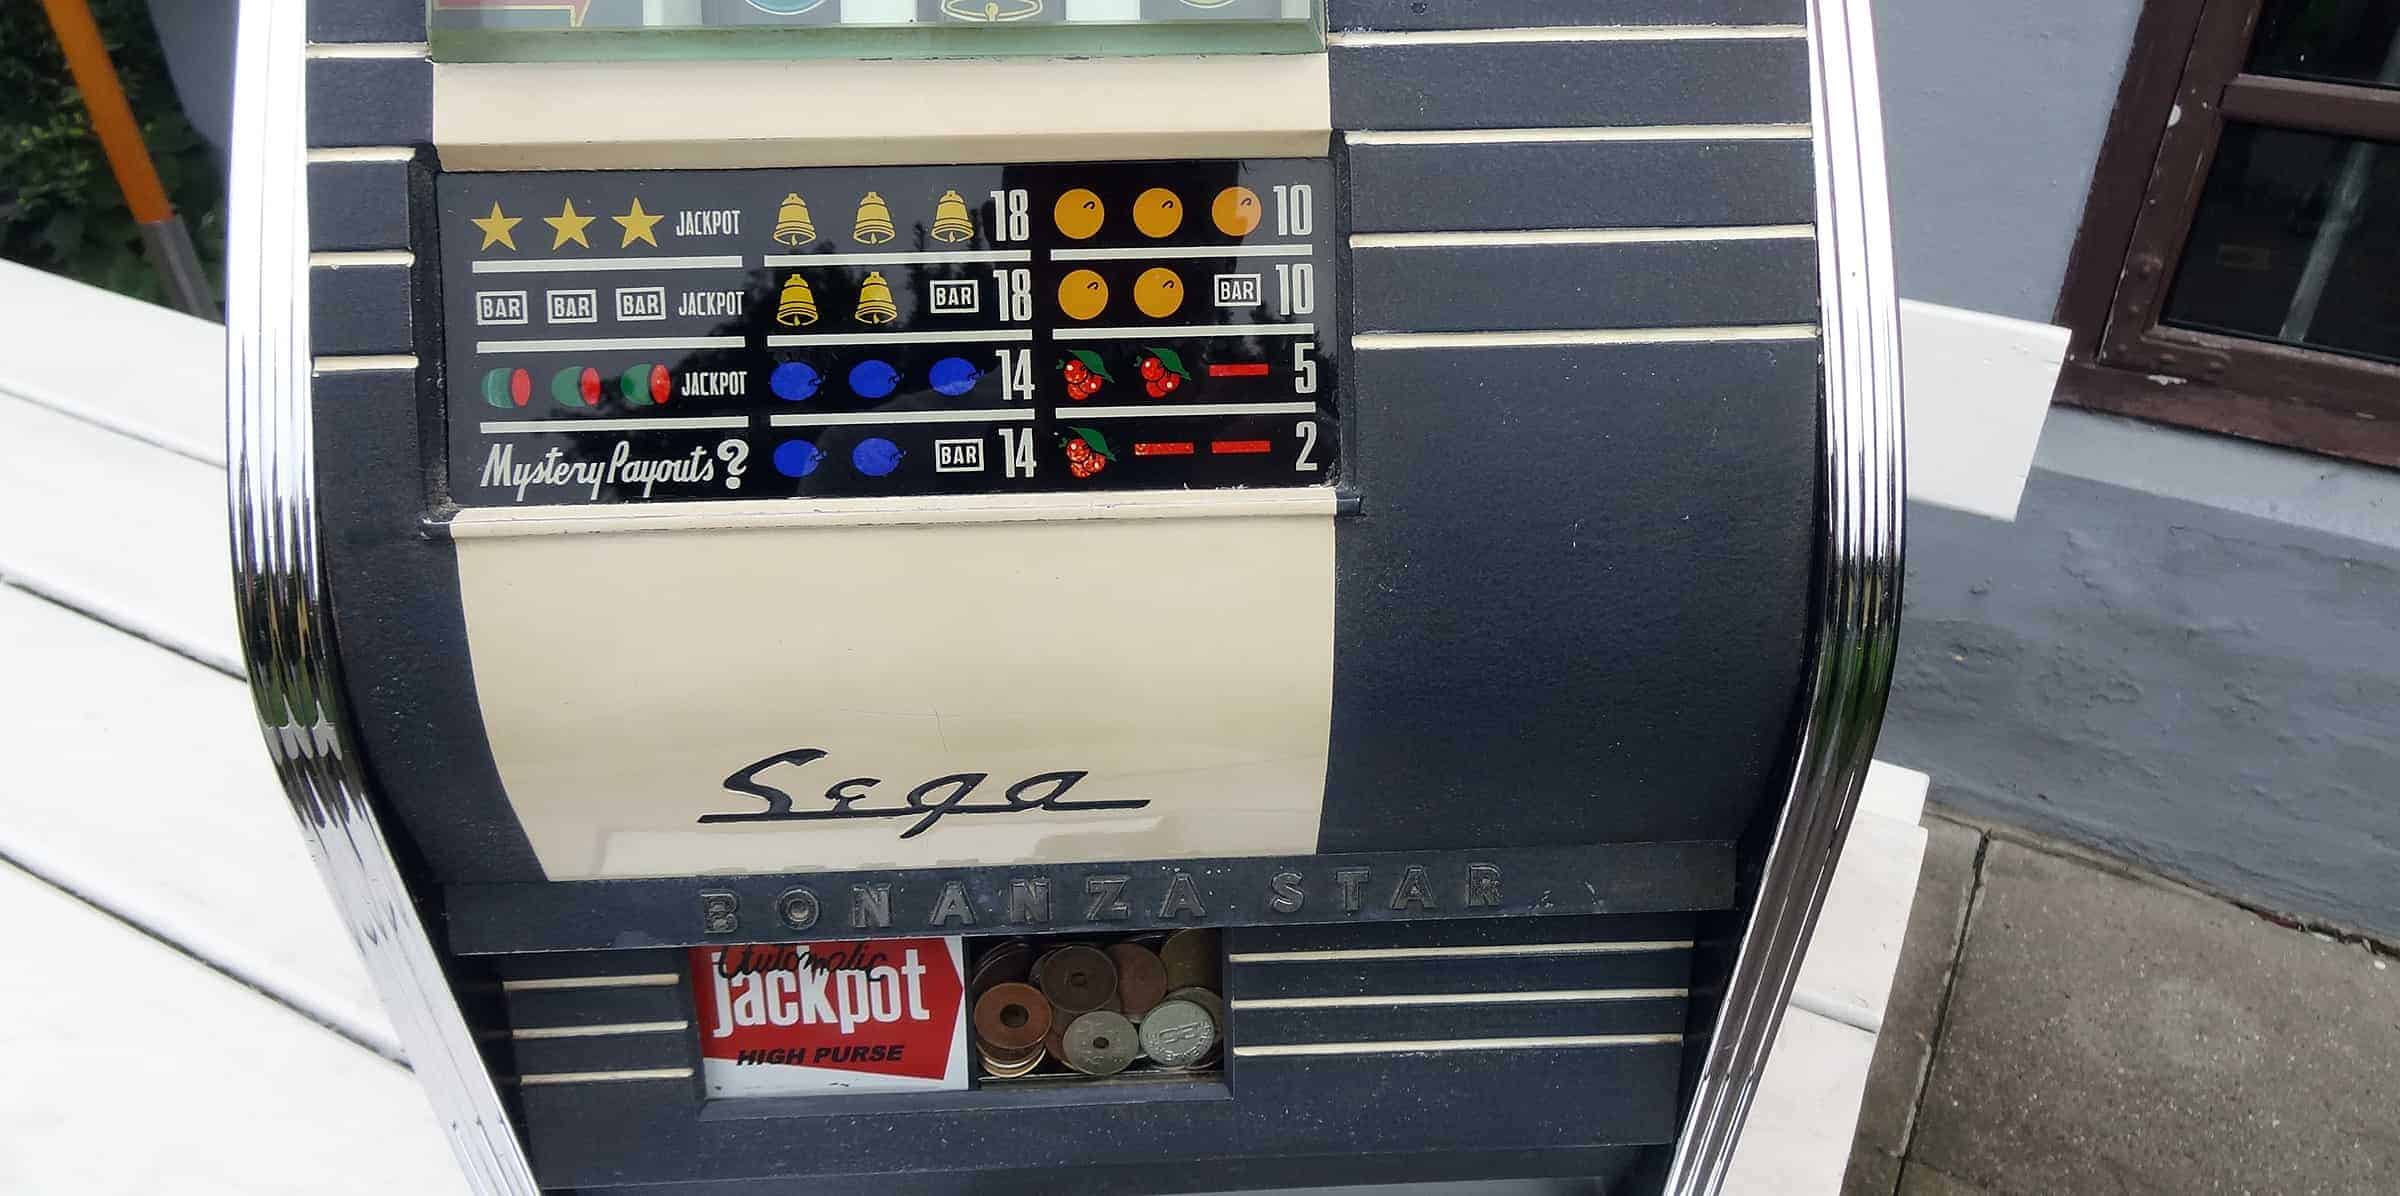 JACKPOT 18 10
BAR BAR BAR JACKPOT BAR 18 BAR 10
JACKPOT 14 5
Mystery Payouts? BAR 14 2
Sega
BONANZA STAR
Automatic
jackpot
HIGH PURSE